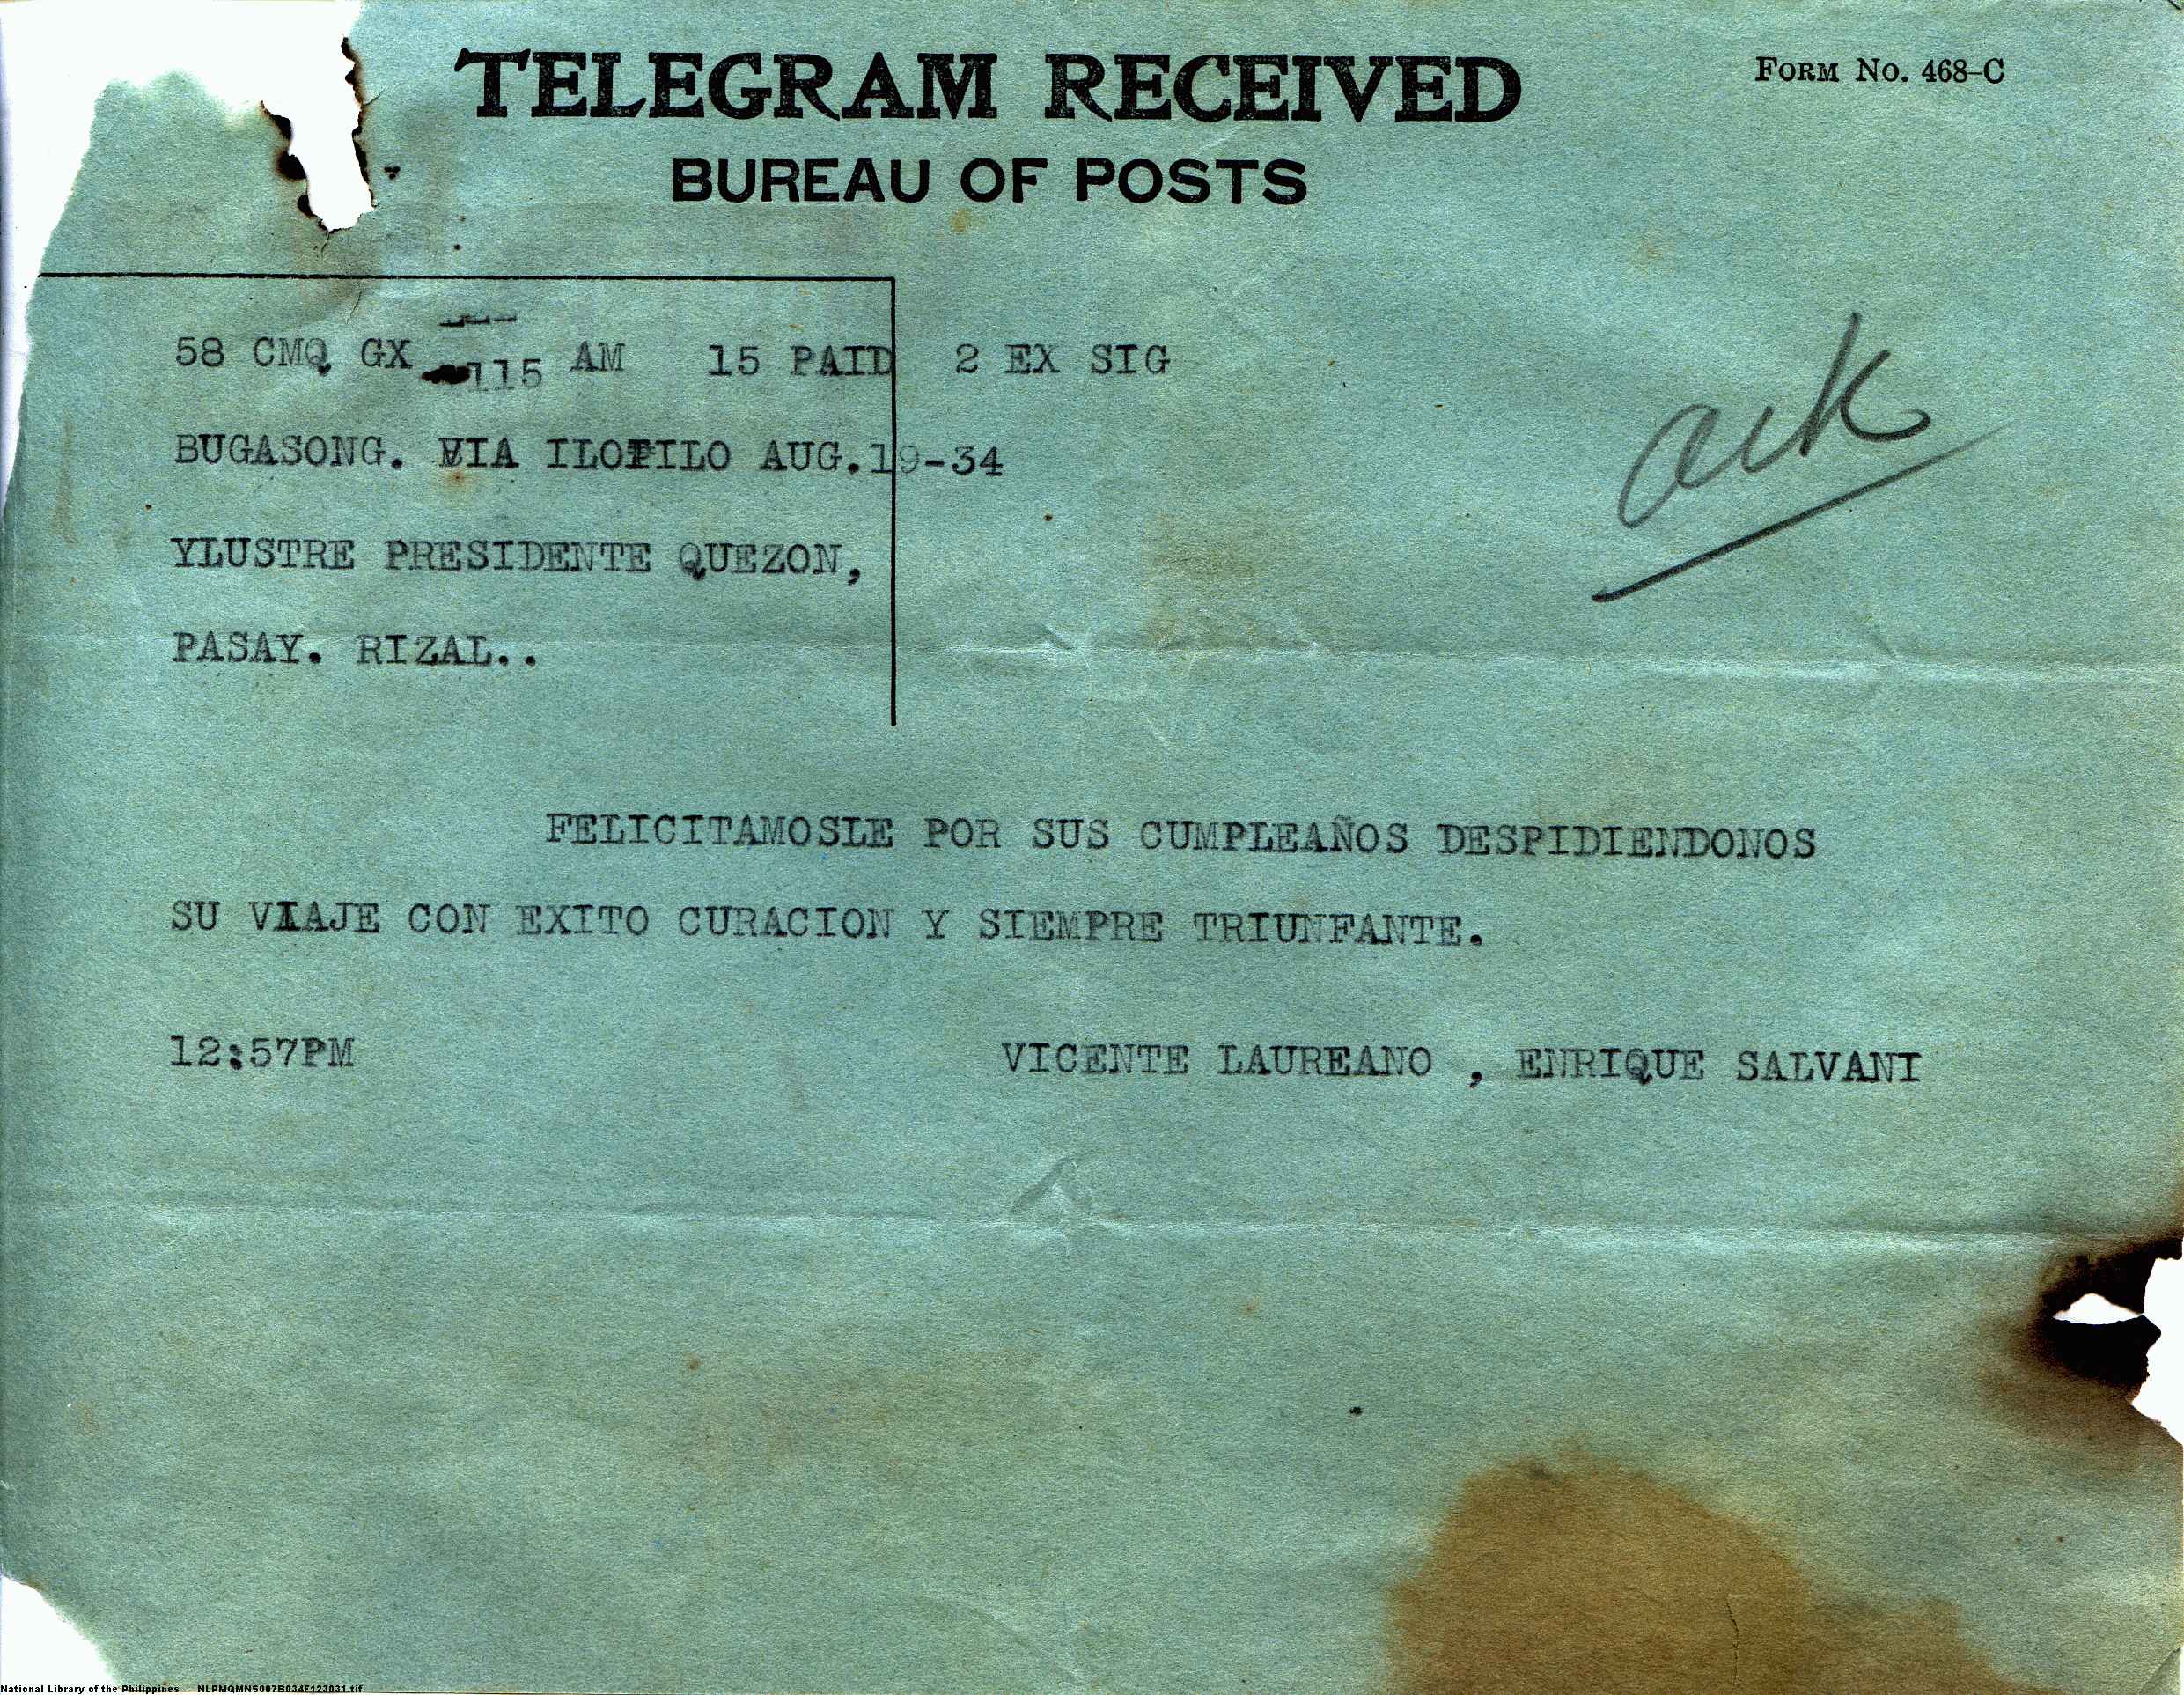 TELEGRAM RECEIVED
FORM NO. 468-C
BUREAU OF POSTS
58 CMQ GX 115 AM 15 PAID 2 EX SIG
BUGASONG. VIA ILOILO AUG.19-34
ack
YLUSTRE PRESIDENTE QUEZON,
PASAY. RIZAL..
FELICITAMOSLE POR SUS CUMPLEAÑOS DESPIDIENDONOS
SU VIAJE CON EXITO CURACION Y SIEMPRE TRIUNFANTE.
12:57PM VICENTE LAUREANO , ENRIQUE SALVANI
National Library of the Philippines NLPMQMNS007B034F123031.tif